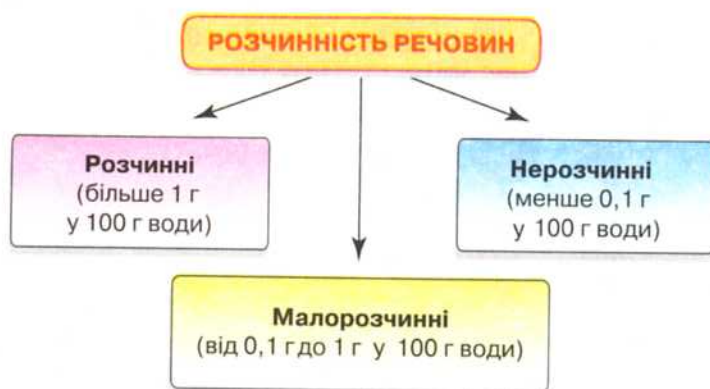 РОЗЧИННІСТЬ РЕЧОВИН
Розчинні
(більше 1 г
у 100 г води)
Нерозчинні
(менше 0,1 г
у 100 г води)
Малорозчинні
(від 0,1 г до 1 г у 100 г води)